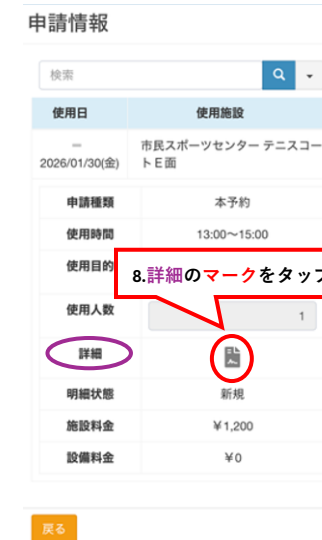 申請情報
検索
使用日 使用施設
2026/01/30(金) 市民スポーツセンター テニスコー
トE面
申請種類 本予約
使用時間 13:00～15:00
使用目的
8.詳細のマークをタップ
使用人数 1
詳細
明細状態 新規
施設料金 ¥1,200
設備料金 ¥0
戻る